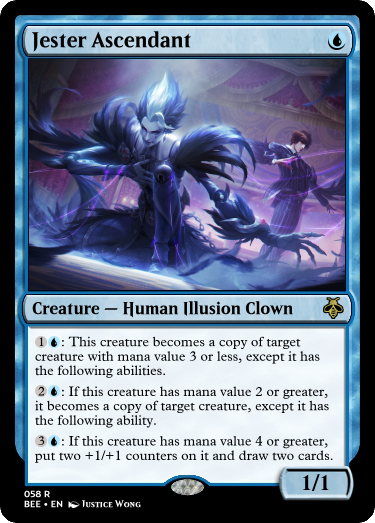 Jester Ascendant
Creature — Human Illusion Clown
1: This creature becomes a copy of target
creature with mana value 3 or less, except it has
the following abilities.
2: If this creature has mana value 2 or greater,
it becomes a copy of target creature, except it has
the following ability.
3: If this creature has mana value 4 or greater,
put two +1/+1 counters on it and draw two cards.
1/1
058 R
BEE • EN Justice Wong